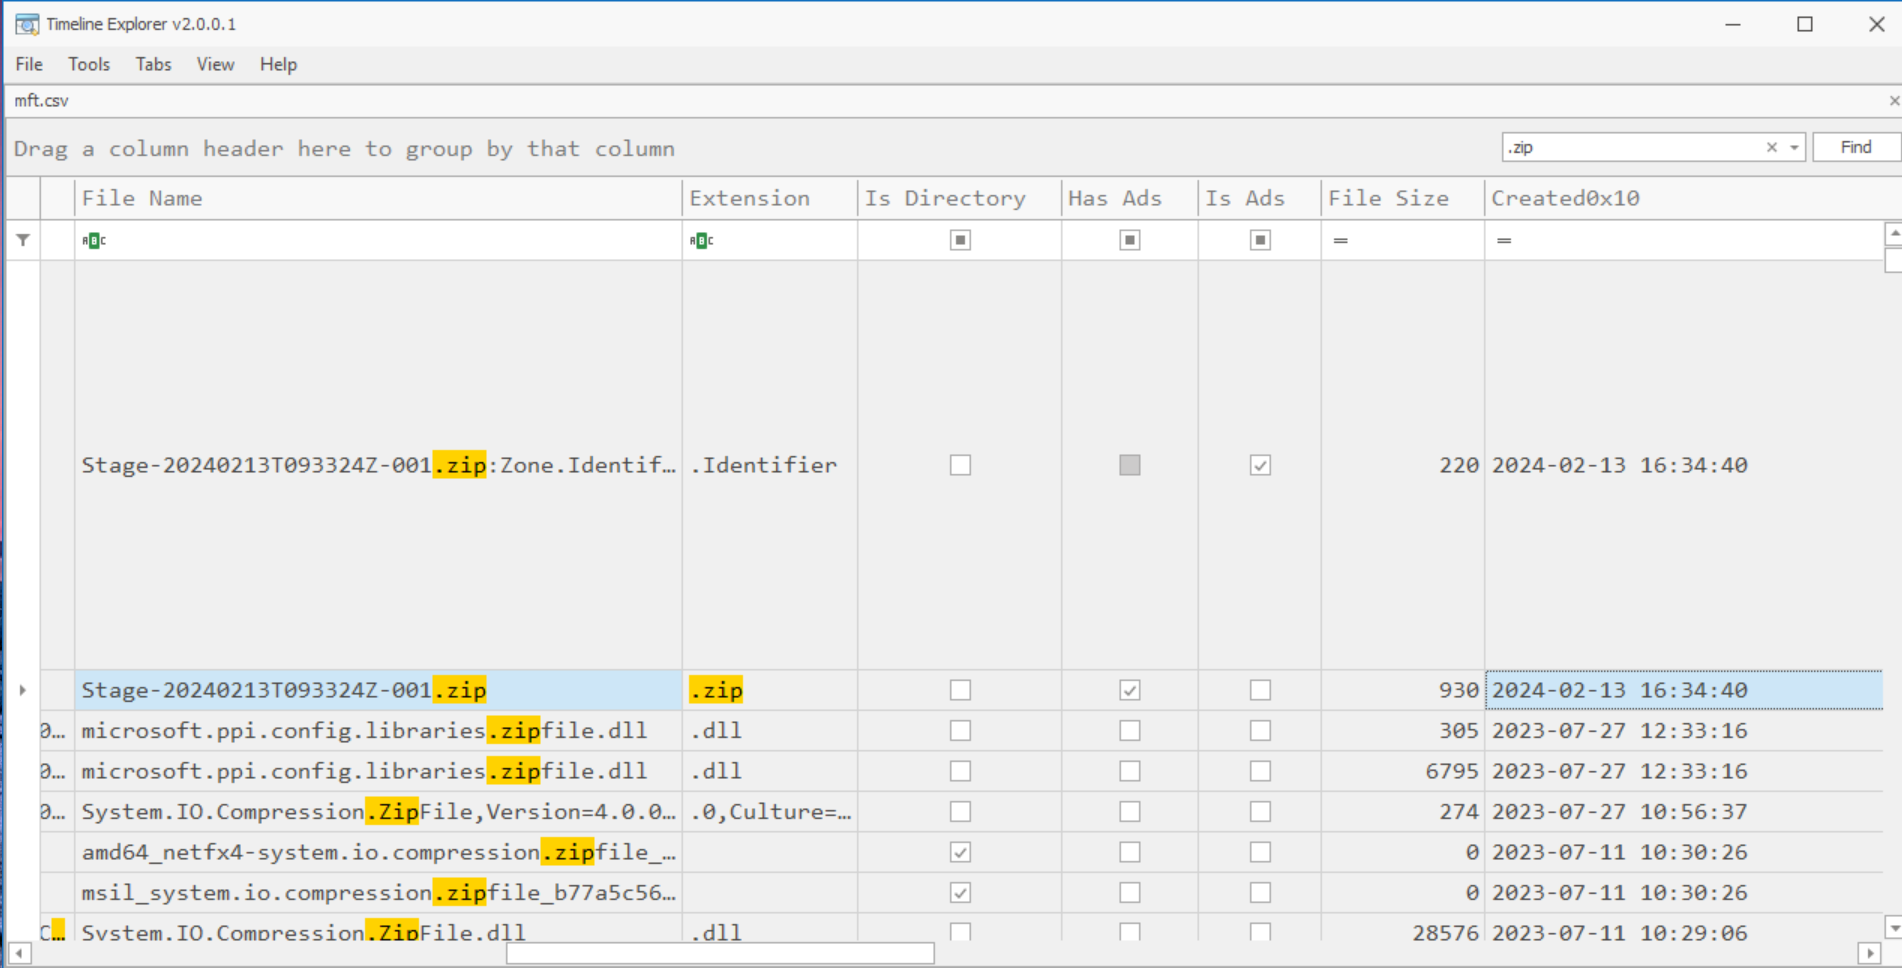 Timeline Explorer v2.0.0.1
File Tools Tabs View Help
mft.csv
Drag a column header here to group by that column .zip Find
File Name Extension Is Directory Has Ads Is Ads File Size Created0x10
ABC ABC = =
Stage-20240213T093324Z-001.zip:Zone.Identif… .Identifier 220 2024-02-13 16:34:40
Stage-20240213T093324Z-001.zip .zip 930 2024-02-13 16:34:40
0… microsoft.ppi.config.libraries.zipfile.dll .dll 305 2023-07-27 12:33:16
0… microsoft.ppi.config.libraries.zipfile.dll .dll 6795 2023-07-27 12:33:16
0… System.IO.Compression.ZipFile,Version=4.0.0… .0,Culture=… 274 2023-07-27 10:56:37
amd64_netfx4-system.io.compression.zipfile_… 0 2023-07-11 10:30:26
msil_system.io.compression.zipfile_b77a5c56… 0 2023-07-11 10:30:26
C… System.IO.Compression.ZipFile.dll .dll 28576 2023-07-11 10:29:06